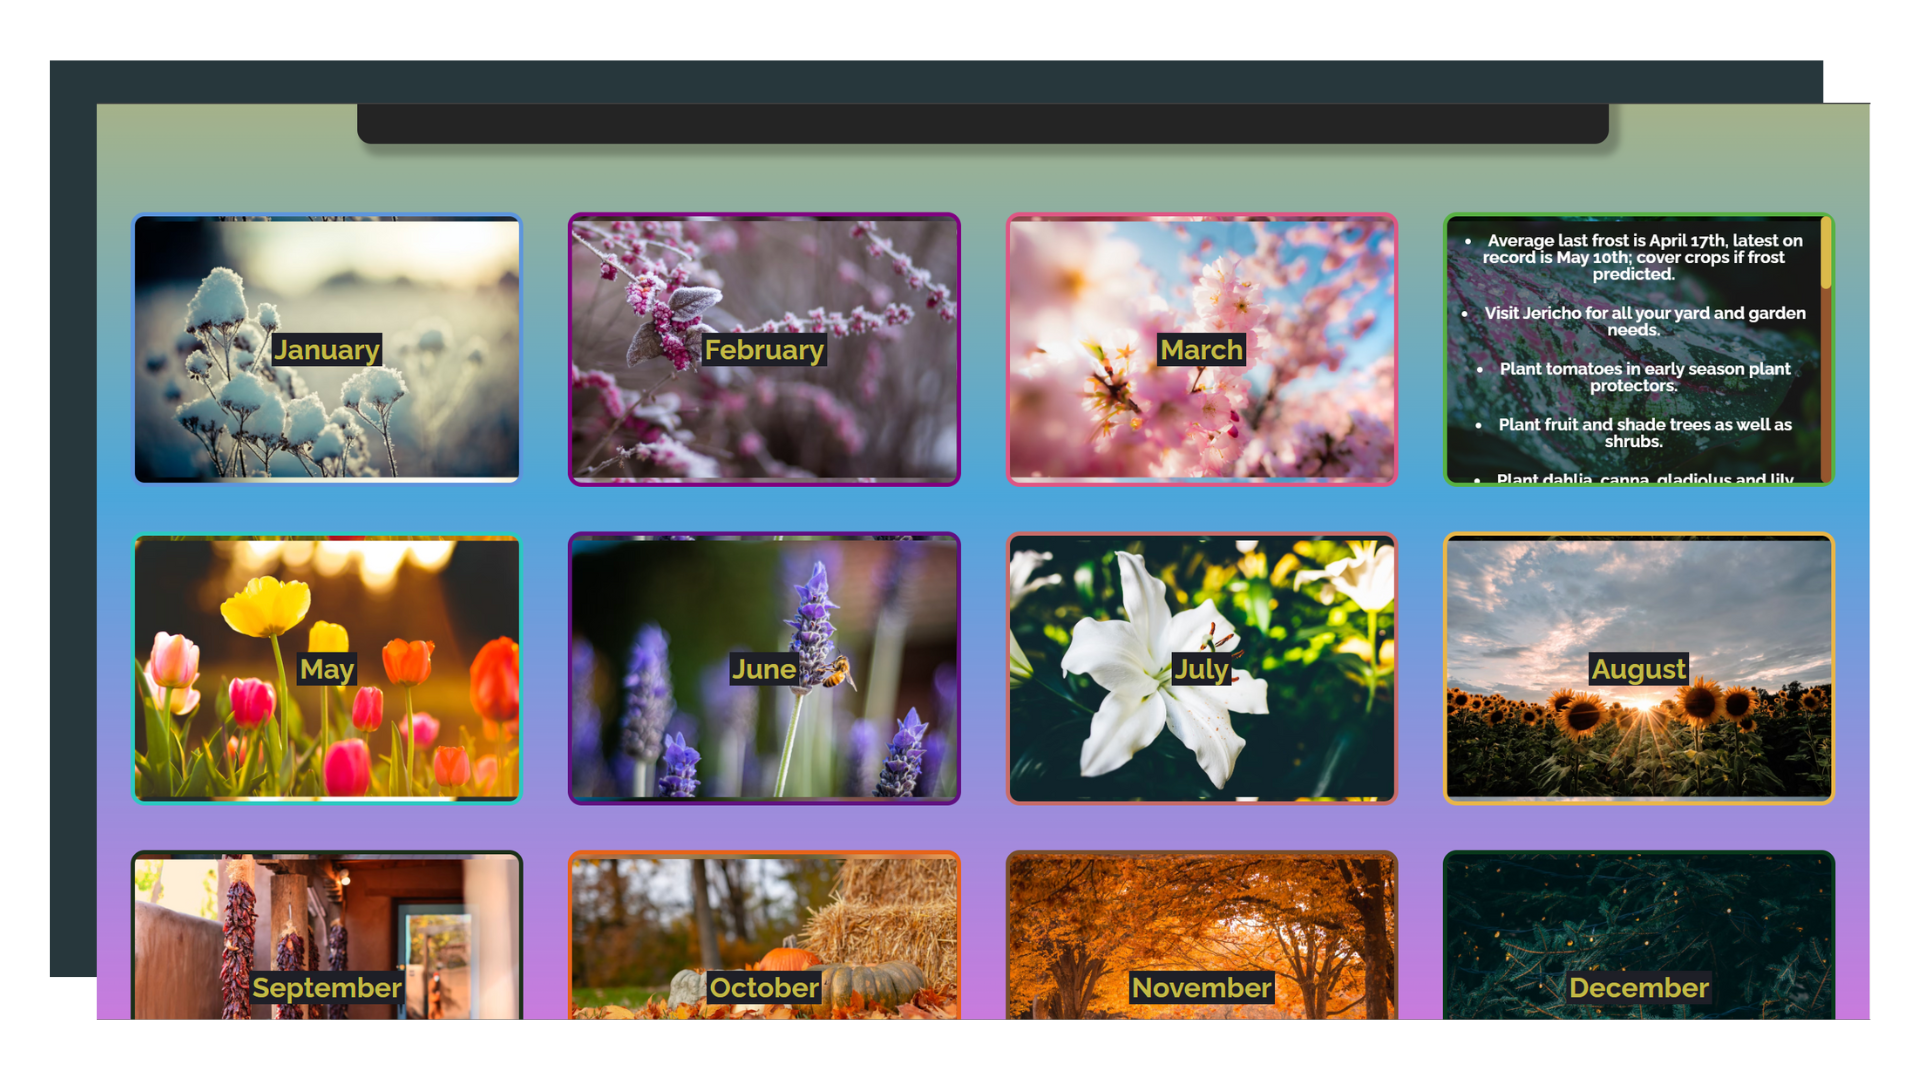 January
February
March
• Average last frost is April 17th, latest on
record is May 10th; cover crops if frost
predicted.
• Visit Jericho for all your yard and garden
needs.
• Plant tomatoes in early season plant
protectors.
• Plant fruit and shade trees as well as
shrubs.
• Plant dahlia, canna, gladiolus and lily
May
June
July
August
September
October
November
December